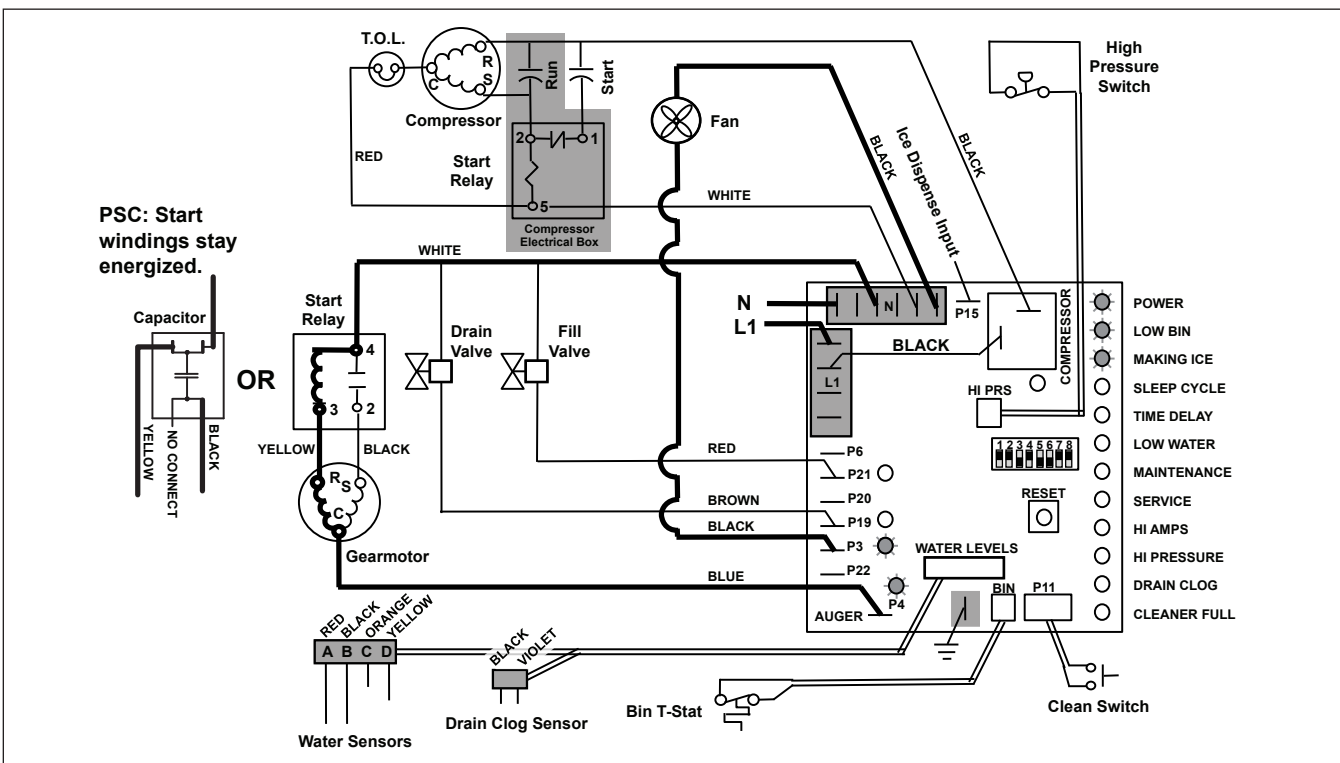 T.O.L.
R
S
C
Run
Start
Compressor
High
Pressure
Switch
Fan
BLACK
Ice Dispense Input
BLACK
2
1
RED
Start
Relay
5
WHITE
Compressor
Electrical Box
PSC: Start
windings stay
energized.
WHITE
Capacitor
Start
Relay
4
3
2
OR
YELLOW
NO CONNECT
BLACK
Drain
Valve
Fill
Valve
N
L1
N
P15
BLACK
L1
COMPRESSOR
HI PRS
POWER
LOW BIN
MAKING ICE
SLEEP CYCLE
TIME DELAY
LOW WATER
MAINTENANCE
SERVICE
HI AMPS
HI PRESSURE
DRAIN CLOG
CLEANER FULL
1 2 3 4 5 6 7 8
RESET
YELLOW
BLACK
R
S
C
Gearmotor
RED
BROWN
BLACK
BLUE
P6
P21
P20
P19
P3
P22
P4
AUGER
WATER LEVELS
BIN
P11
RED
BLACK
ORANGE
YELLOW
A B C D
Water Sensors
BLACK
VIOLET
Drain Clog Sensor
Bin T-Stat
Clean Switch